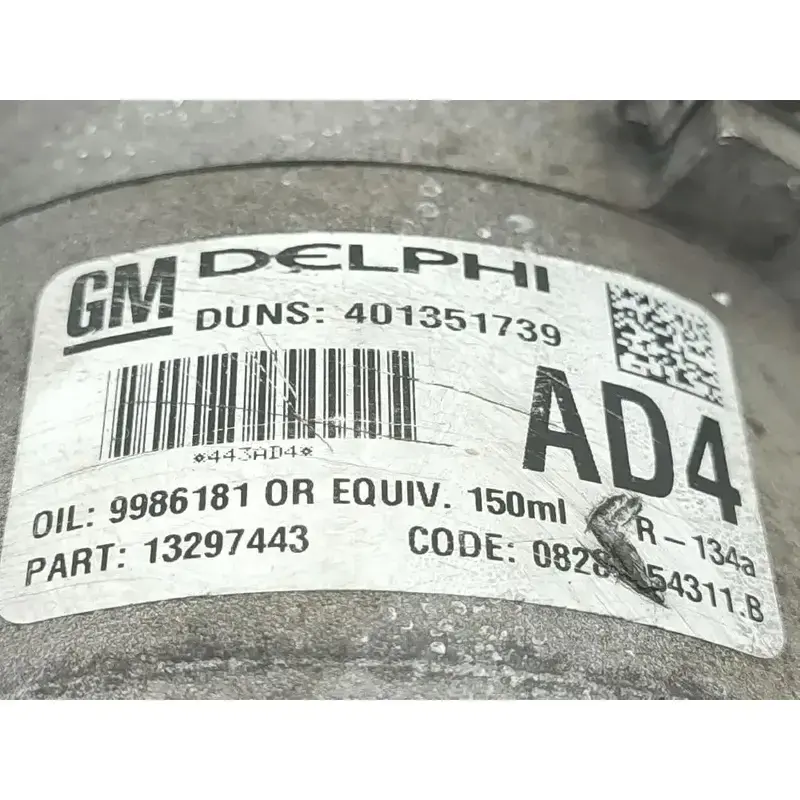 GM DELPHI
DUNS: 401351739
*443AD4*
AD4
OIL: 9986181 OR EQUIV. 150ml R-134a
PART: 13297443 CODE: